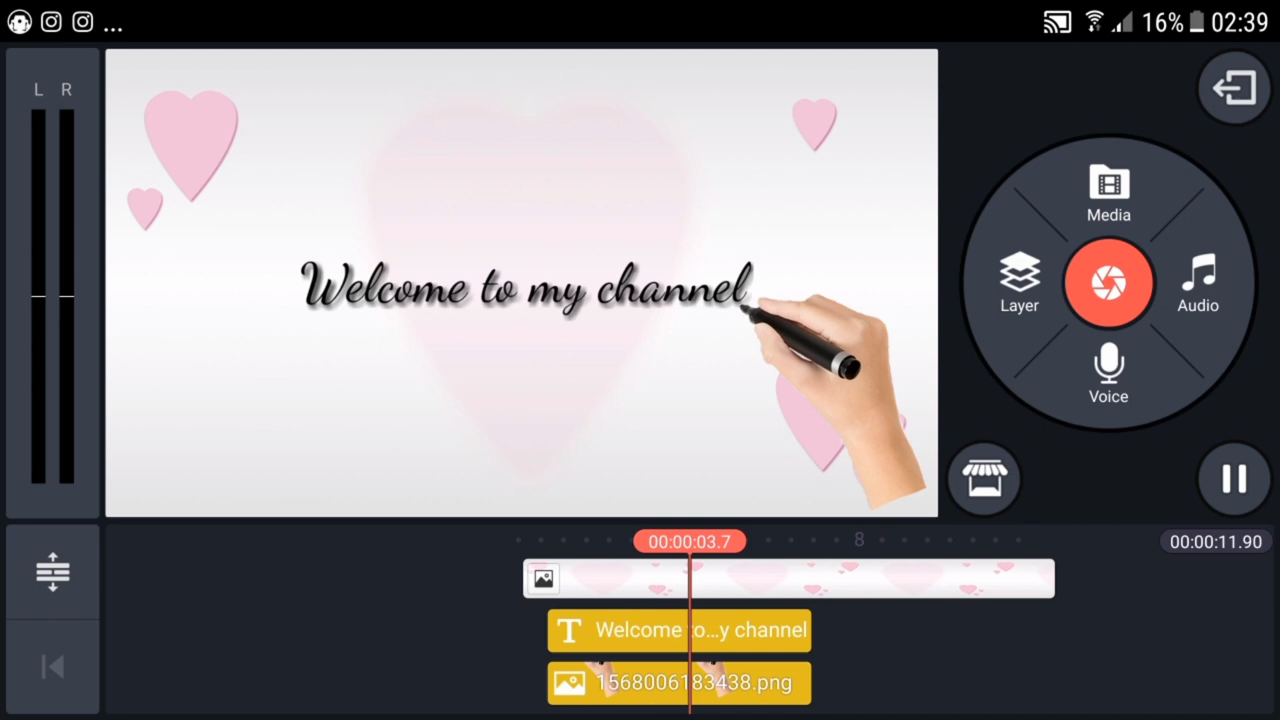 ... 16% 02:39
L R
Welcome to my channel
Media
Layer
Audio
Voice
00:00:03.7
8
00:00:11.90
Welcome to...y channel
1568006183438.png